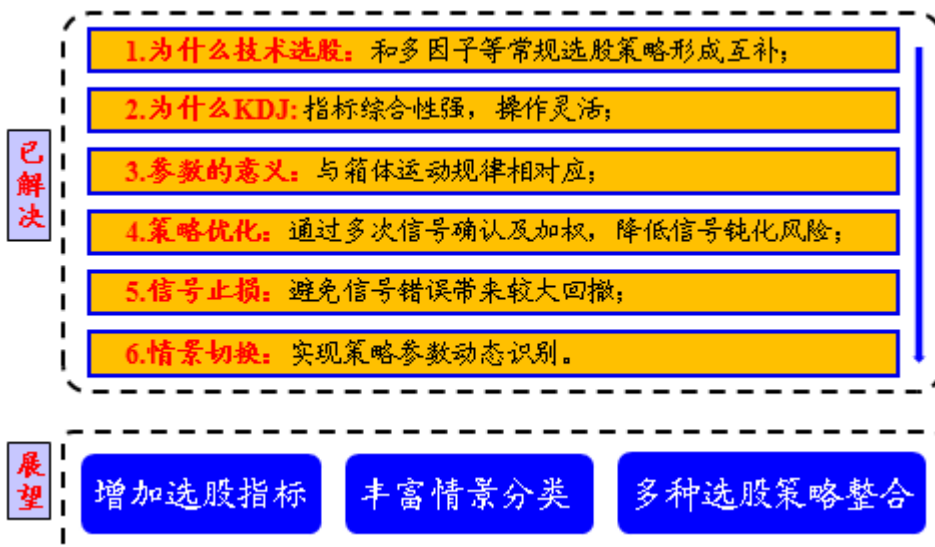 已解决
1.为什么技术选股：和多因子等常规选股策略形成互补；
2.为什么KDJ:指标综合性强，操作灵活；
3.参数的意义：与箱体运动规律相对应；
4.策略优化：通过多次信号确认及加权，降低信号钝化风险；
5.信号止损：避免信号错误带来较大回撤；
6.情景切换：实现策略参数动态识别。
展望
增加选股指标
丰富情景分类
多种选股策略整合